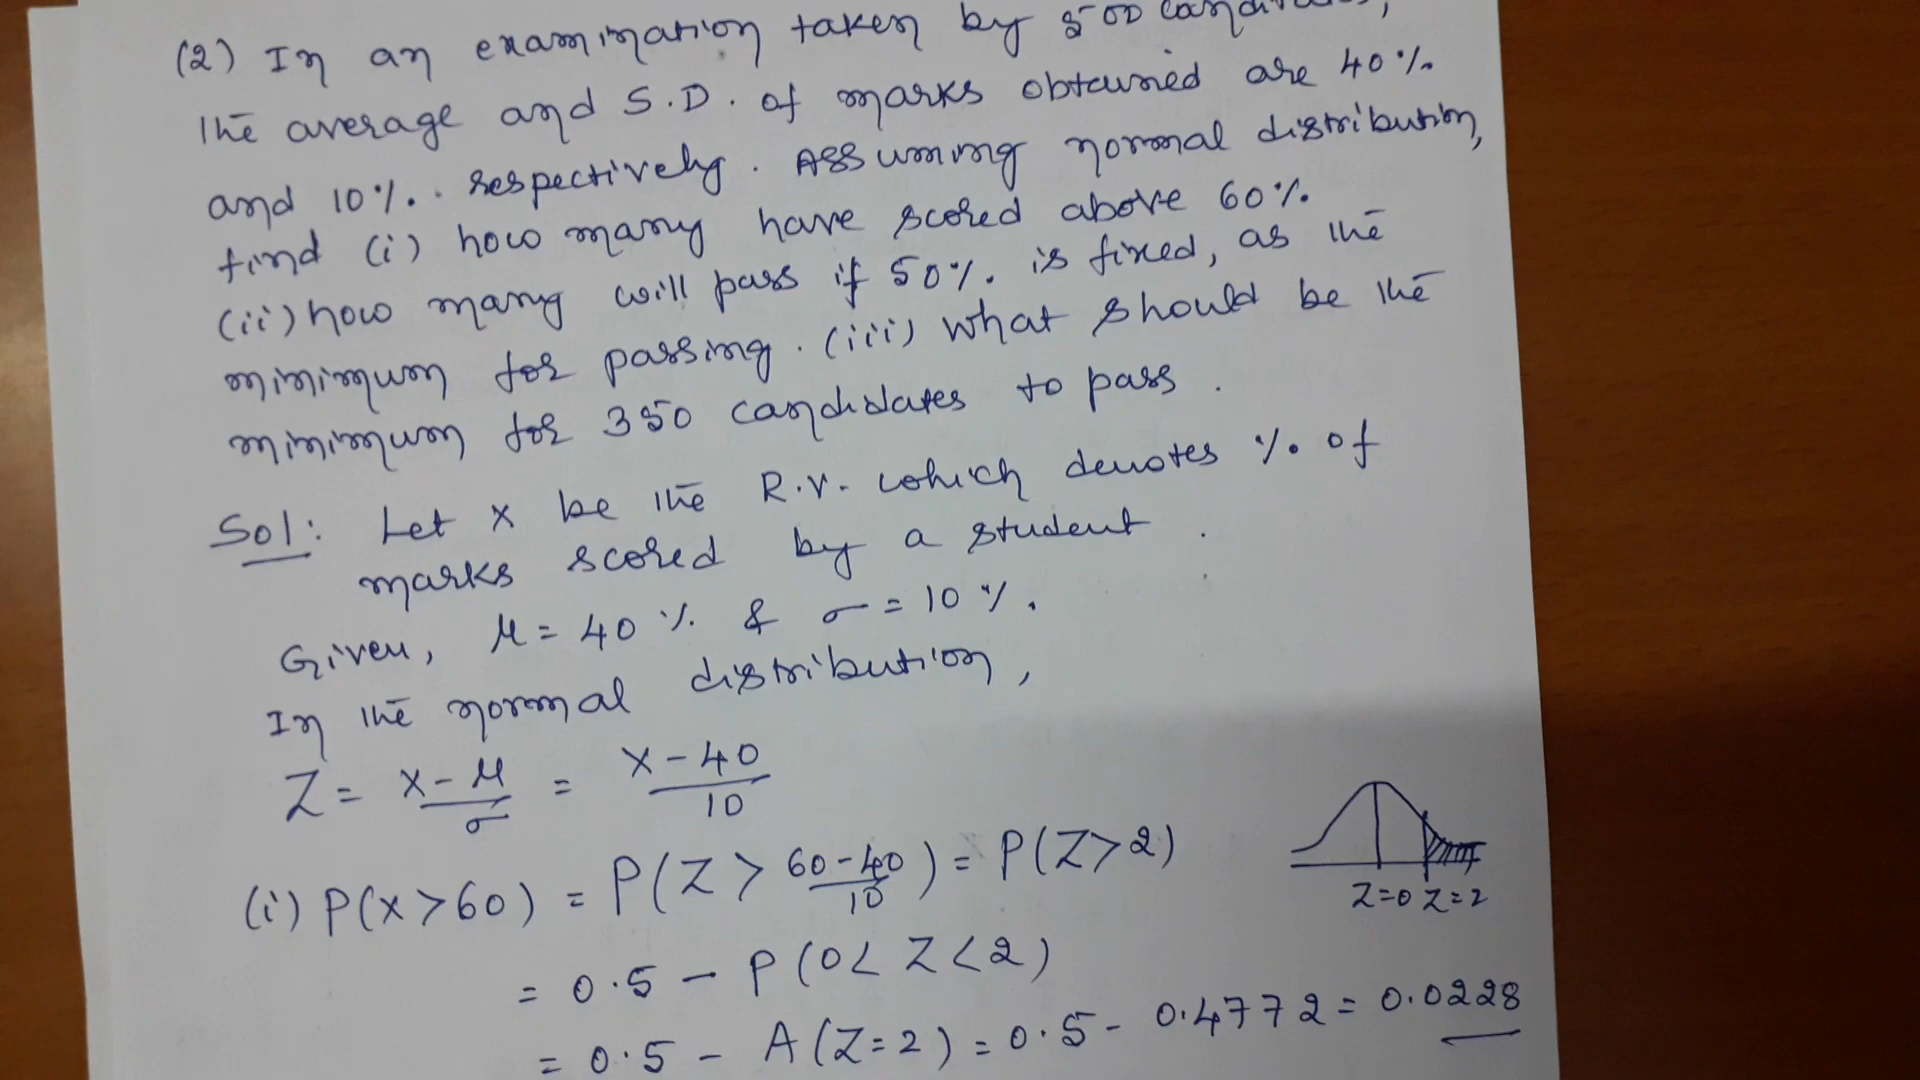 (2) In an examination taken by 500 candidates,
the average and S.D. of marks obtained are 40%
and 10%. respectively. Assuming normal distribution,
find (i) how many have scored above 60%.
(ii) how many will pass if 50%. is fixed, as the
minimum for passing. (iii) what should be the
minimum for 350 candidates to pass.
Sol: Let x be the R.V. which denotes % of
marks scored by a student.
Given, μ = 40 % & σ = 10 %.
In the normal distribution,
Z = x-μ/σ = x-40/10
(i) P(x>60) = P(Z > 60-40/10) = P(Z>2)
Z=0 Z=2
= 0.5 - P(0< Z <2)
= 0.5 - A(Z=2) = 0.5 - 0.4772 = 0.0228